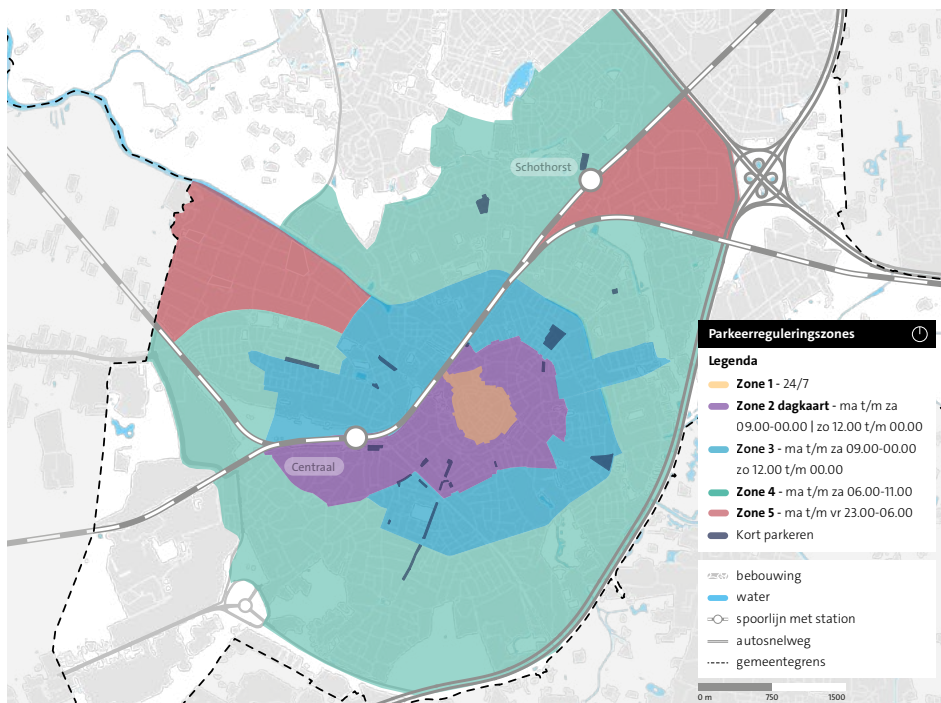 Schothorst
Centraal
Parkeerreguleringszones
Legenda
Zone 1 - 24/7
Zone 2 dagkaart - ma t/m za
09.00-00.00 | zo 12.00 t/m 00.00
Zone 3 - ma t/m za 09.00-00.00
zo 12.00 t/m 00.00
Zone 4 - ma t/m za 06.00-11.00
Zone 5 - ma t/m vr 23.00-06.00
Kort parkeren
bebouwing
water
spoorlijn met station
autosnelweg
gemeentegrens
0 m 750 1500